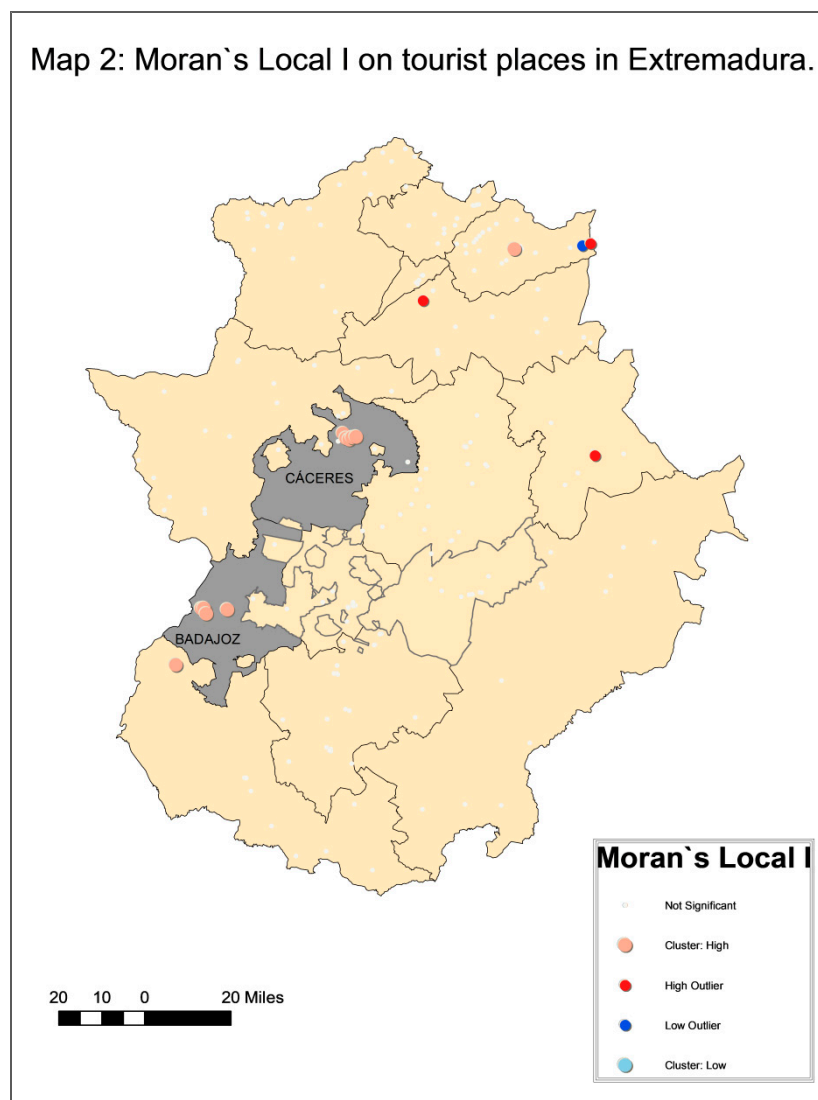 Map 2: Moran`s Local I on tourist places in Extremadura.
CÁCERES
BADAJOZ
Moran`s Local I
Not Significant
Cluster: High
High Outlier
Low Outlier
Cluster: Low
20 10 0 20 Miles